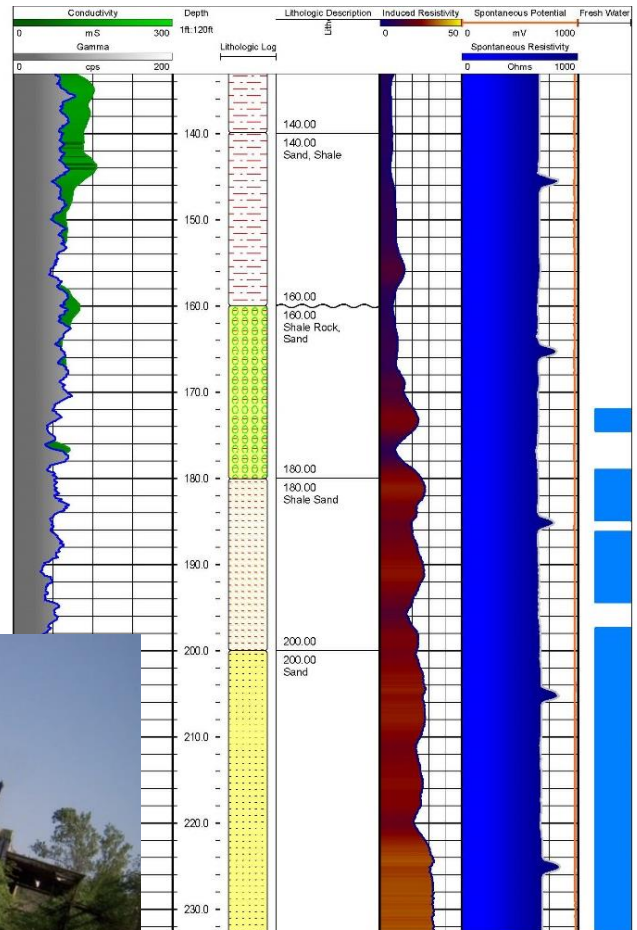 Conductivity
0 mS 300
Gamma
0 cps 200
Depth
1ft:120ft
Lithologic Log
Lithologic Description
Lith
Induced Resistivity
0 50
Spontaneous Potential
0 mV 1000
Spontaneous Resistivity
0 Ohms 1000
Fresh Water
140.0
150.0
160.0
170.0
180.0
190.0
200.0
210.0
220.0
230.0
140.00
140.00
Sand, Shale
160.00
160.00
Shale Rock,
Sand
180.00
180.00
Shale Sand
200.00
200.00
Sand